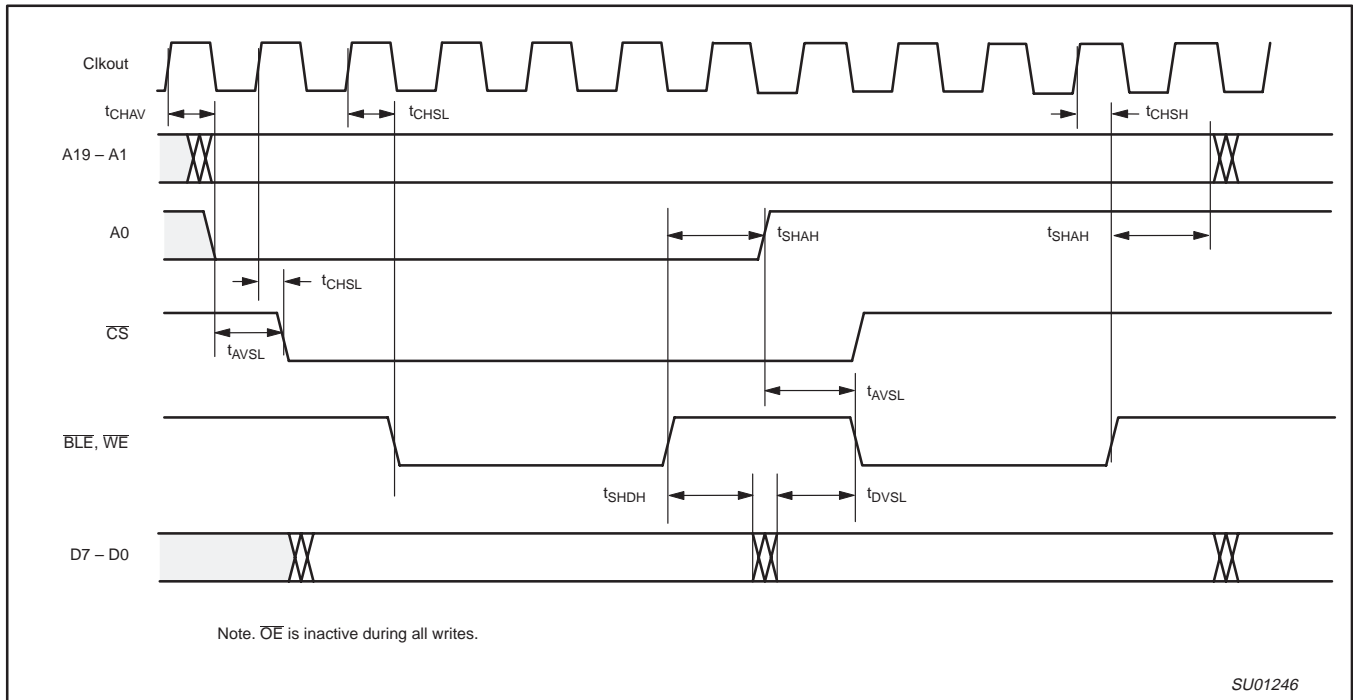 Clkout
tCHAV
tCHSL
tCHSH
A19 – A1
A0
tSHAH
tSHAH
tCHSL
CS
tAVSL
tAVSL
BLE, WE
tSHDH
tDVSL
D7 – D0
Note. OE is inactive during all writes.
SU01246